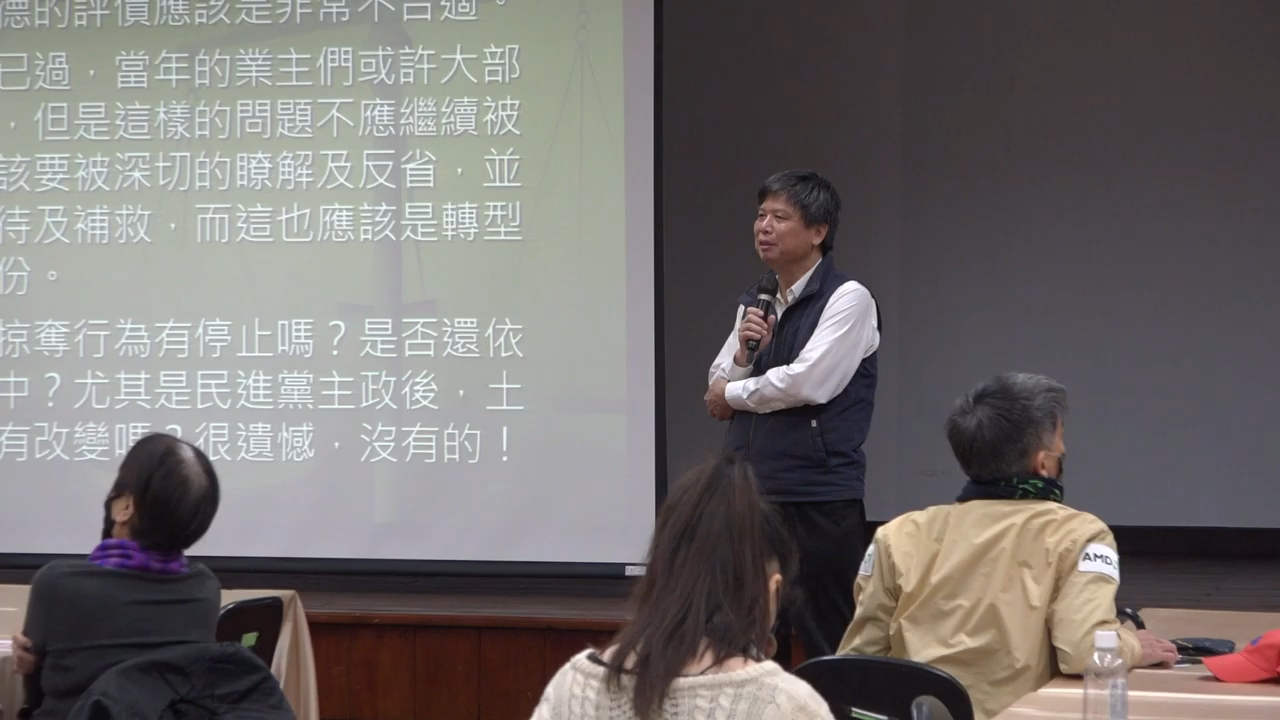 德的評價應該是非常不合適。
已過，當年的業主們或許大部
，但是這樣的問題不應繼續被
該要被深切的瞭解及反省，並
待及補救，而這也應該是轉型
份。
掠奪行為有停止嗎？是否還依
中？尤其是民進黨主政後，土
有改變嗎？很遺憾，沒有的！
AMD